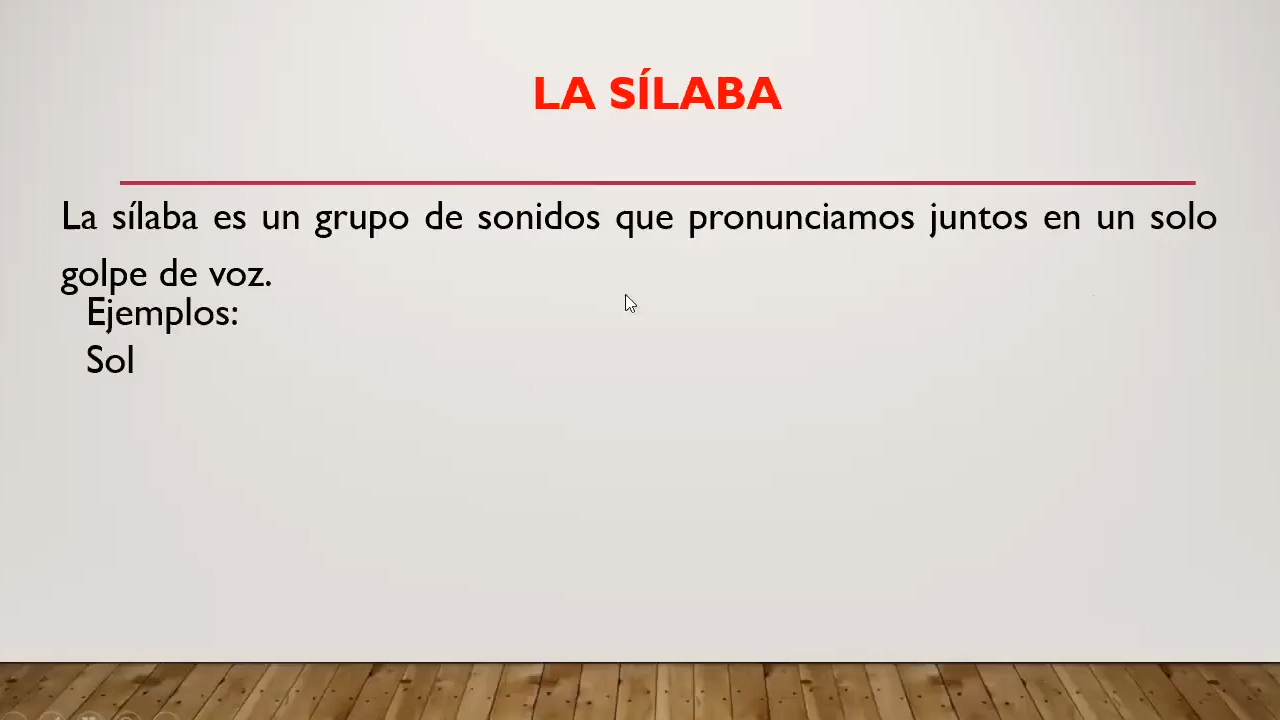 LA SÍLABA
La sílaba es un grupo de sonidos que pronunciamos juntos en un solo
golpe de voz.
Ejemplos:
Sol